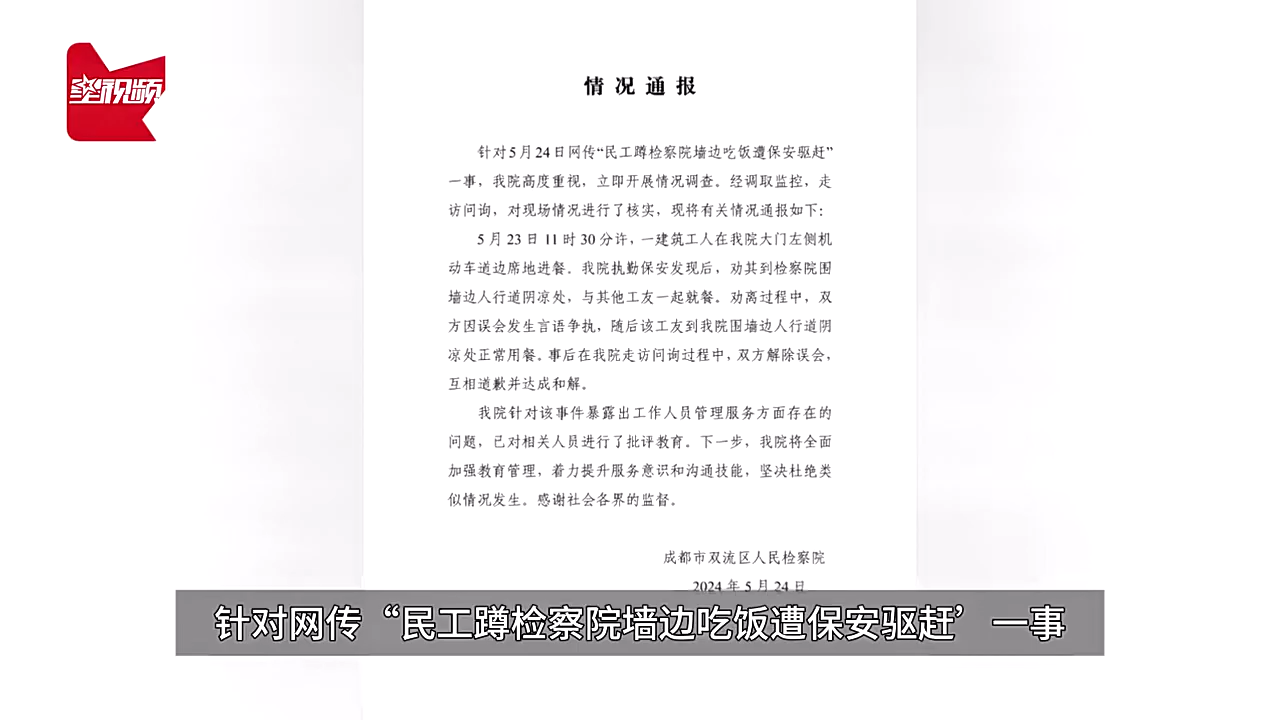 星视频
情况通报
针对5月24日网传“民工蹲检察院墙边吃饭遭保安驱赶”
一事，我院高度重视，立即开展情况调查。经调取监控，走
访问询，对现场情况进行了核实，现将有关情况通报如下：
5月23日11时30分许，一建筑工人在我院大门左侧机
动车道边席地进餐。我院执勤保安发现后，劝其到检察院围
墙边人行道阴凉处，与其他工友一起就餐。劝离过程中，双
方因误会发生言语争执，随后该工友到我院围墙边人行道阴
凉处正常用餐。事后在我院走访问询过程中，双方解除误会，
互相道歉并达成和解。
我院针对该事件暴露出工作人员管理服务方面存在的
问题，已对相关人员进行了批评教育。下一步，我院将全面
加强教育管理，着力提升服务意识和沟通技能，坚决杜绝类
似情况发生。感谢社会各界的监督。
成都市双流区人民检察院
2024年5月24日
针对网传“民工蹲检察院墙边吃饭遭保安驱赶’一事